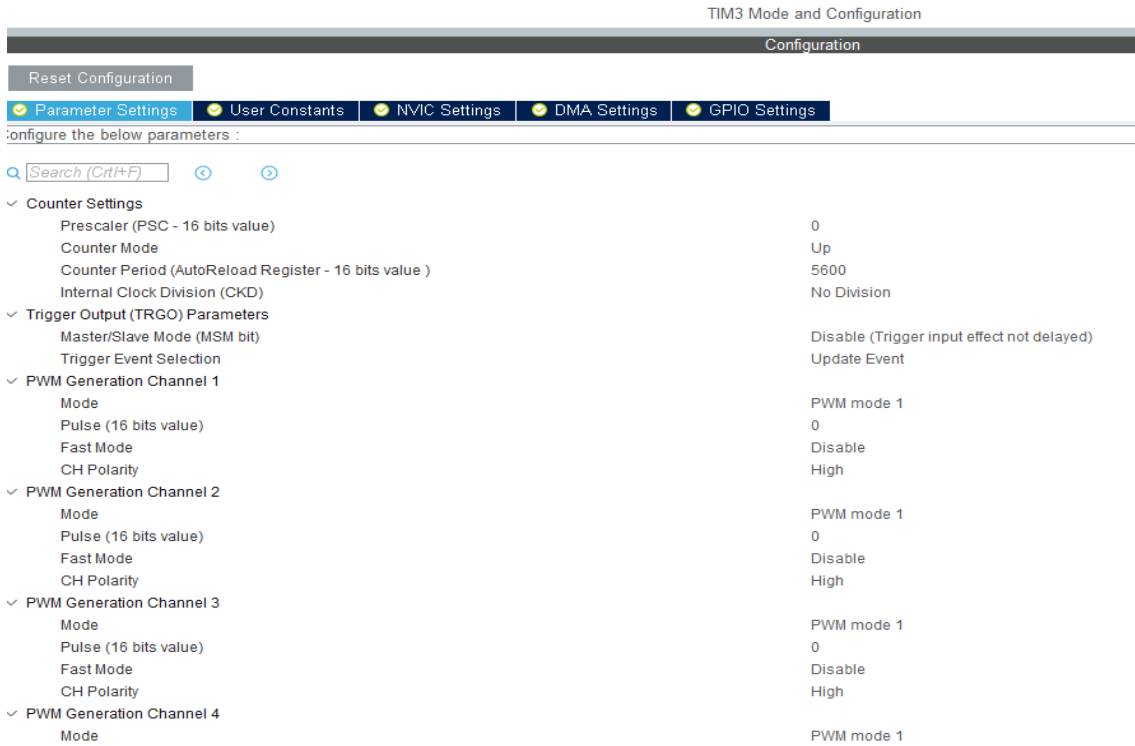 TIM3 Mode and Configuration
Configuration
Reset Configuration
Parameter Settings User Constants NVIC Settings DMA Settings GPIO Settings
Configure the below parameters :
Search (Crtl+F)
Counter Settings
Prescaler (PSC - 16 bits value) 0
Counter Mode Up
Counter Period (AutoReload Register - 16 bits value ) 5600
Internal Clock Division (CKD) No Division
Trigger Output (TRGO) Parameters
Master/Slave Mode (MSM bit) Disable (Trigger input effect not delayed)
Trigger Event Selection Update Event
PWM Generation Channel 1
Mode PWM mode 1
Pulse (16 bits value) 0
Fast Mode Disable
CH Polarity High
PWM Generation Channel 2
Mode PWM mode 1
Pulse (16 bits value) 0
Fast Mode Disable
CH Polarity High
PWM Generation Channel 3
Mode PWM mode 1
Pulse (16 bits value) 0
Fast Mode Disable
CH Polarity High
PWM Generation Channel 4
Mode PWM mode 1